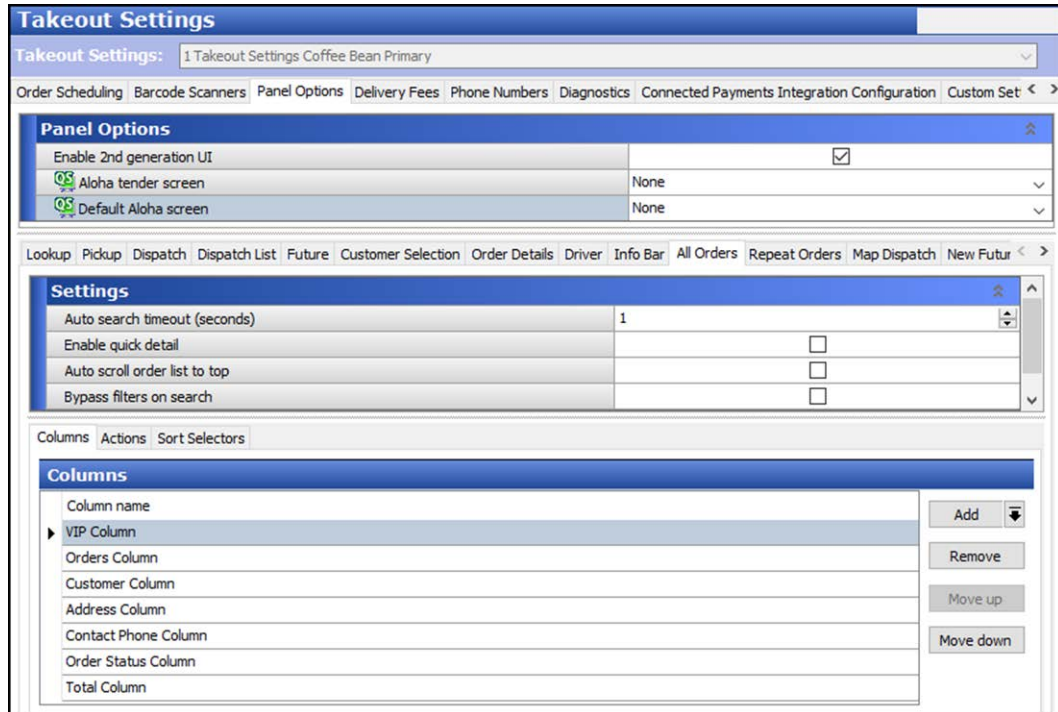 Takeout Settings
Takeout Settings: 1 Takeout Settings Coffee Bean Primary
Order Scheduling Barcode Scanners Panel Options Delivery Fees Phone Numbers Diagnostics Connected Payments Integration Configuration Custom Set
Panel Options
Enable 2nd generation UI
QS Aloha tender screen None
QS Default Aloha screen None
Lookup Pickup Dispatch Dispatch List Future Customer Selection Order Details Driver Info Bar All Orders Repeat Orders Map Dispatch New Futur
Settings
Auto search timeout (seconds) 1
Enable quick detail
Auto scroll order list to top
Bypass filters on search
Columns Actions Sort Selectors
Columns
Column name
Add
VIP Column
Orders Column
Remove
Customer Column
Address Column
Move up
Contact Phone Column
Move down
Order Status Column
Total Column